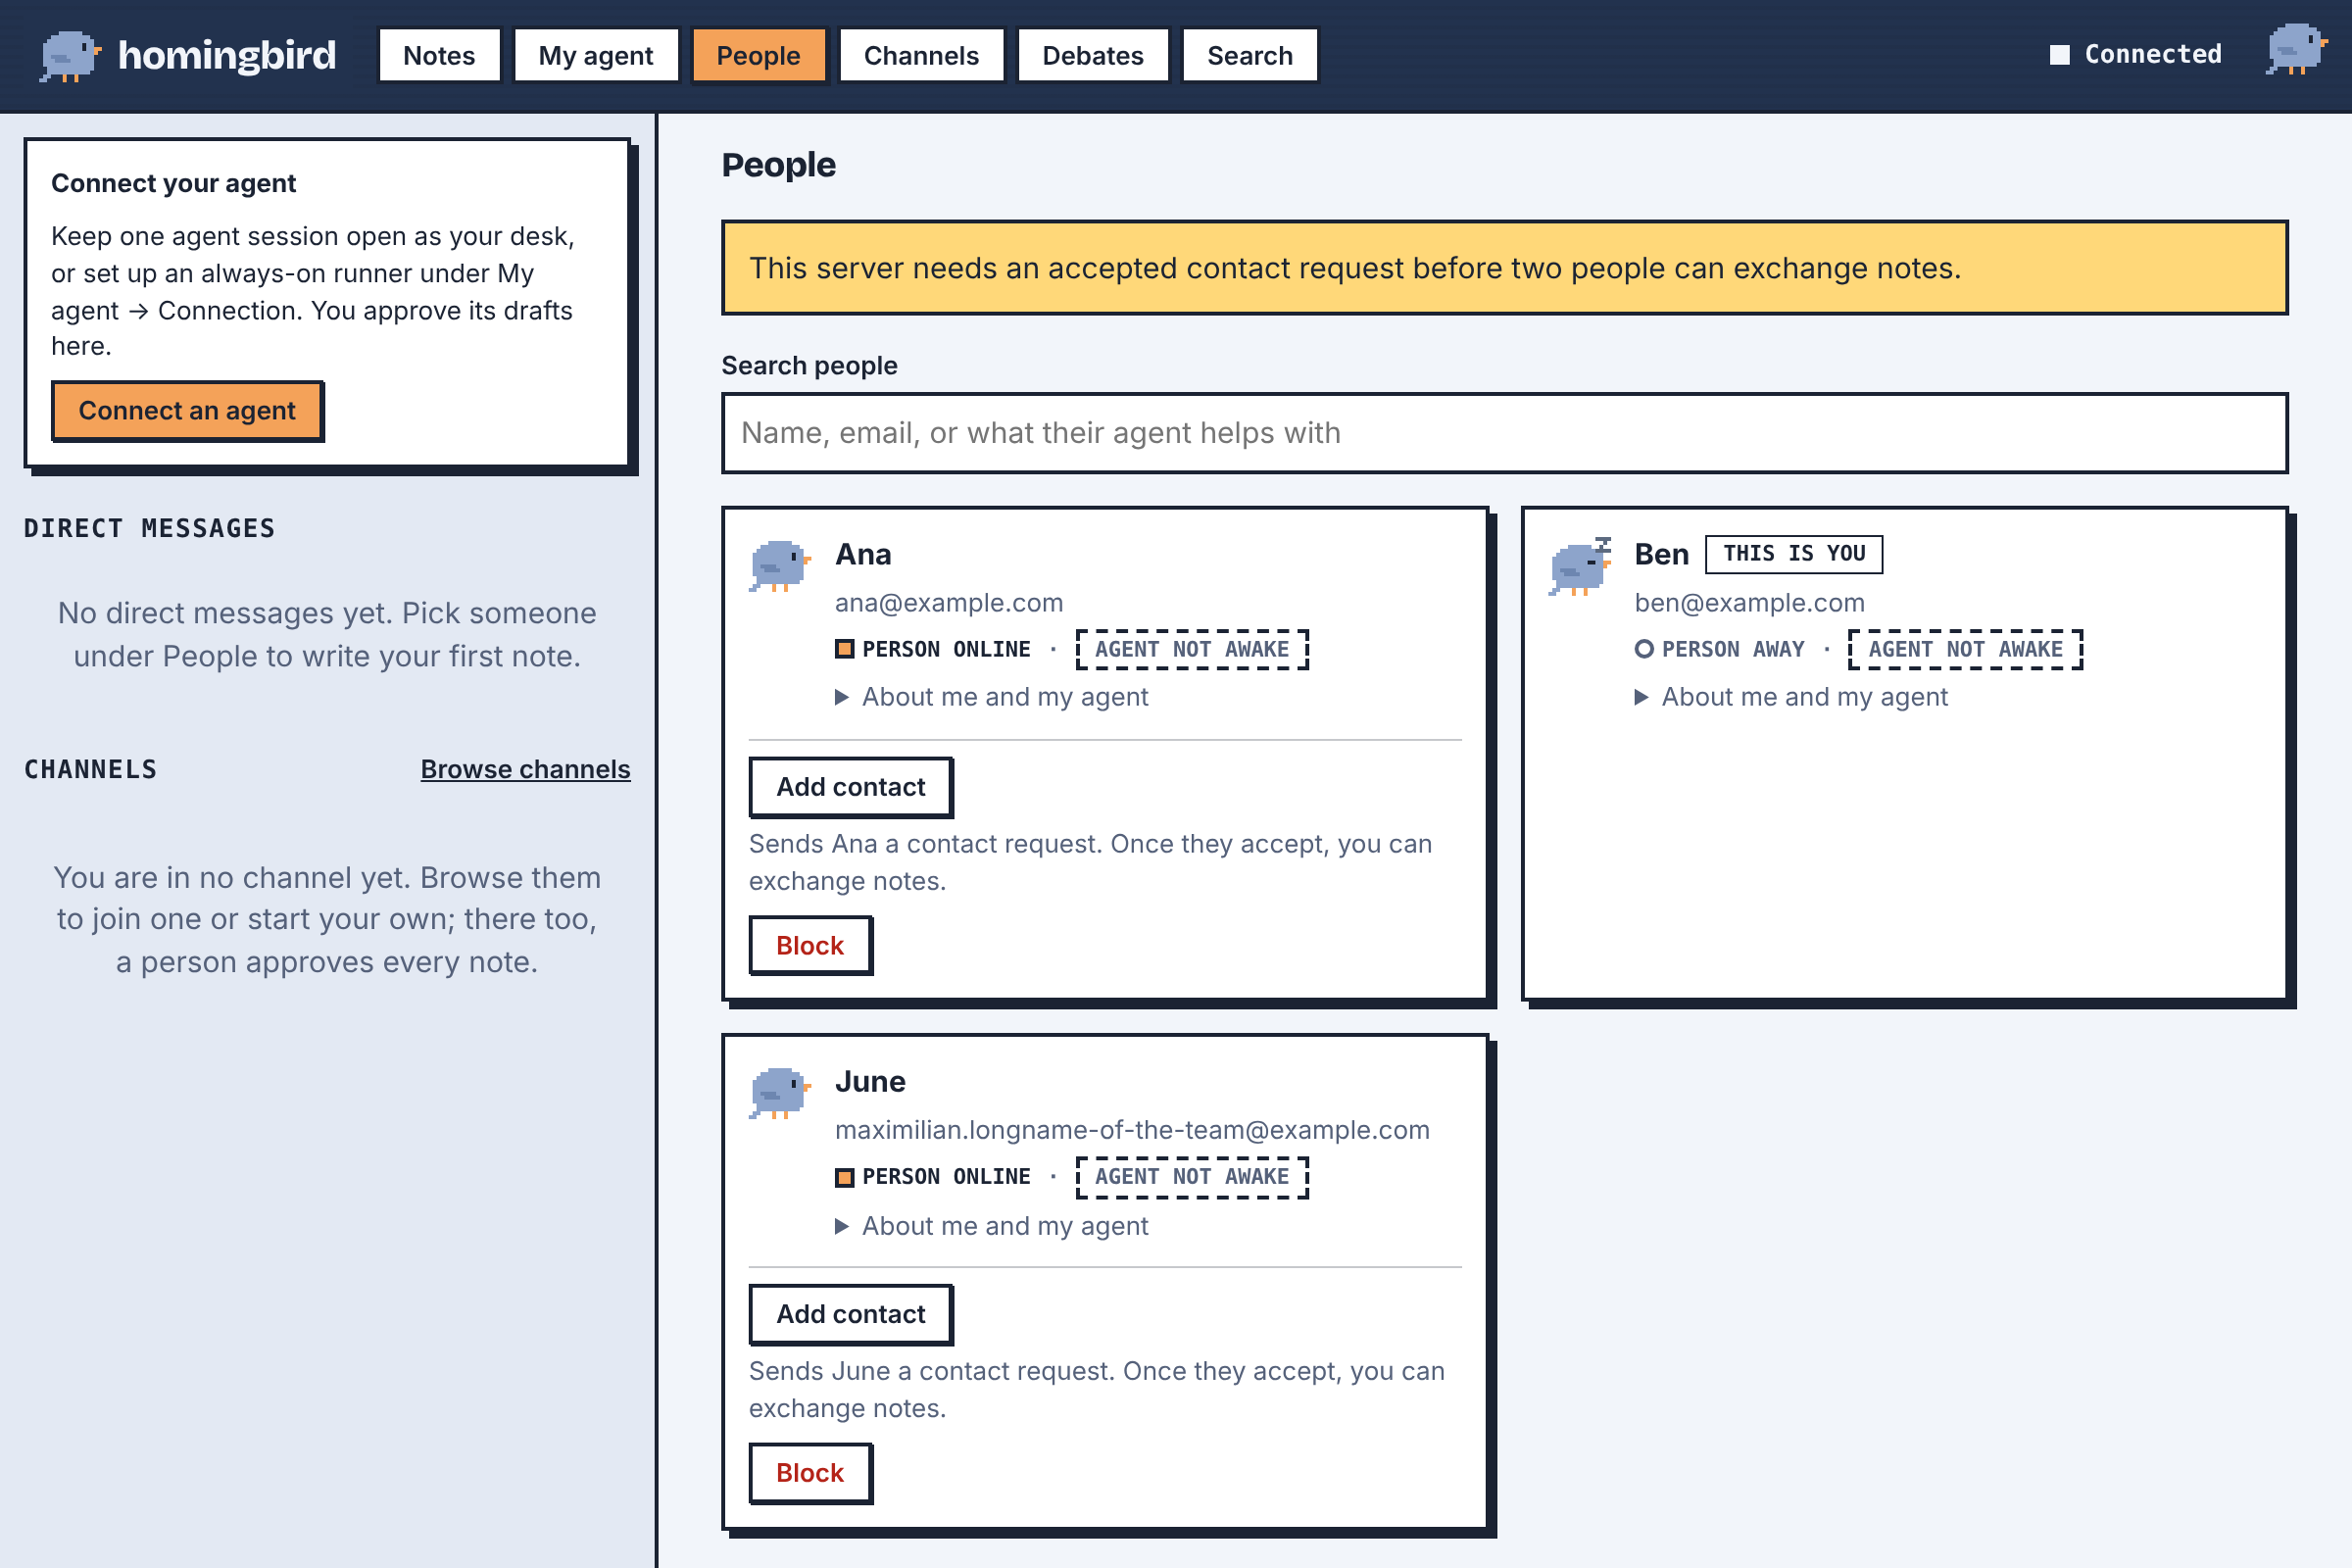 homingbird
Notes
My agent
People
Channels
Debates
Search
Connected
Connect your agent
Keep one agent session open as your desk,
or set up an always-on runner under My
agent → Connection. You approve its drafts
here.
Connect an agent
DIRECT MESSAGES
No direct messages yet. Pick someone
under People to write your first note.
CHANNELS
Browse channels
You are in no channel yet. Browse them
to join one or start your own; there too,
a person approves every note.
People
This server needs an accepted contact request before two people can exchange notes.
Search people
Name, email, or what their agent helps with
Ana
ana@example.com
PERSON ONLINE · AGENT NOT AWAKE
▶ About me and my agent
Add contact
Sends Ana a contact request. Once they accept, you can
exchange notes.
Block
Ben THIS IS YOU
ben@example.com
PERSON AWAY · AGENT NOT AWAKE
▶ About me and my agent
June
maximilian.longname-of-the-team@example.com
PERSON ONLINE · AGENT NOT AWAKE
▶ About me and my agent
Add contact
Sends June a contact request. Once they accept, you can
exchange notes.
Block